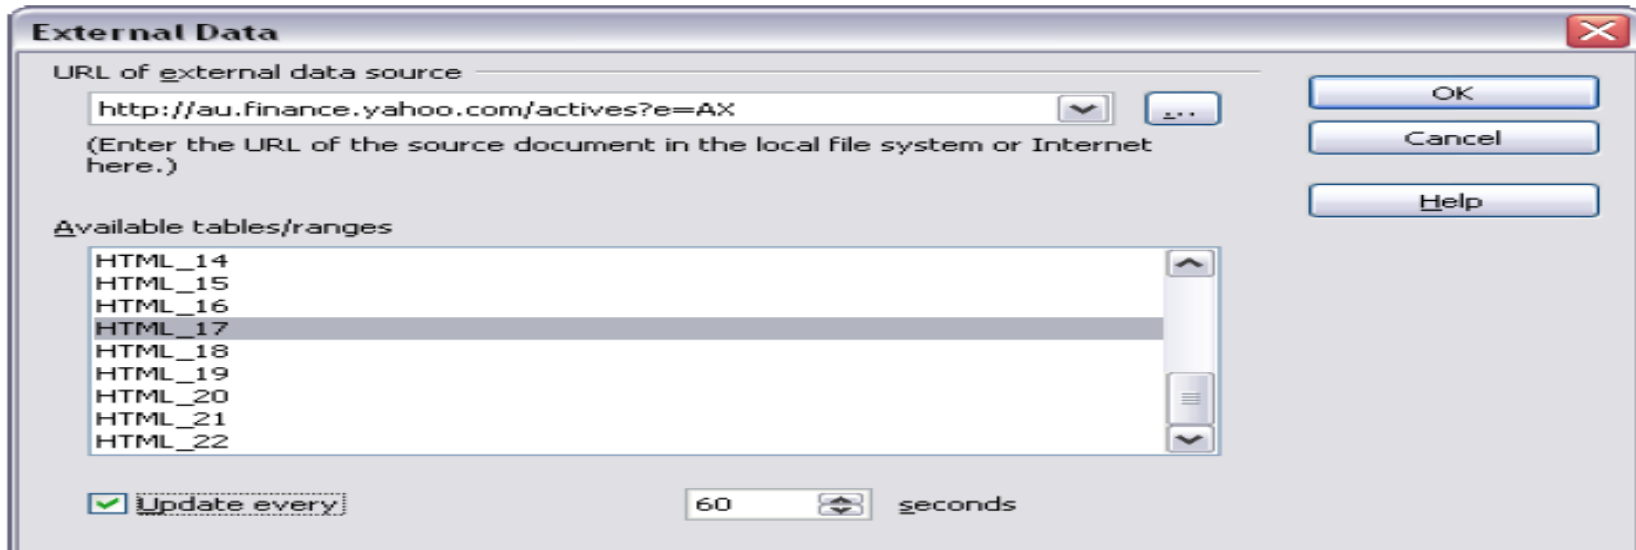 External Data
URL of external data source
http://au.finance.yahoo.com/actives?e=AX
...
OK
(Enter the URL of the source document in the local file system or Internet
here.)
Cancel
Help
Available tables/ranges
HTML_14
HTML_15
HTML_16
HTML_17
HTML_18
HTML_19
HTML_20
HTML_21
HTML_22
Update every 60 seconds